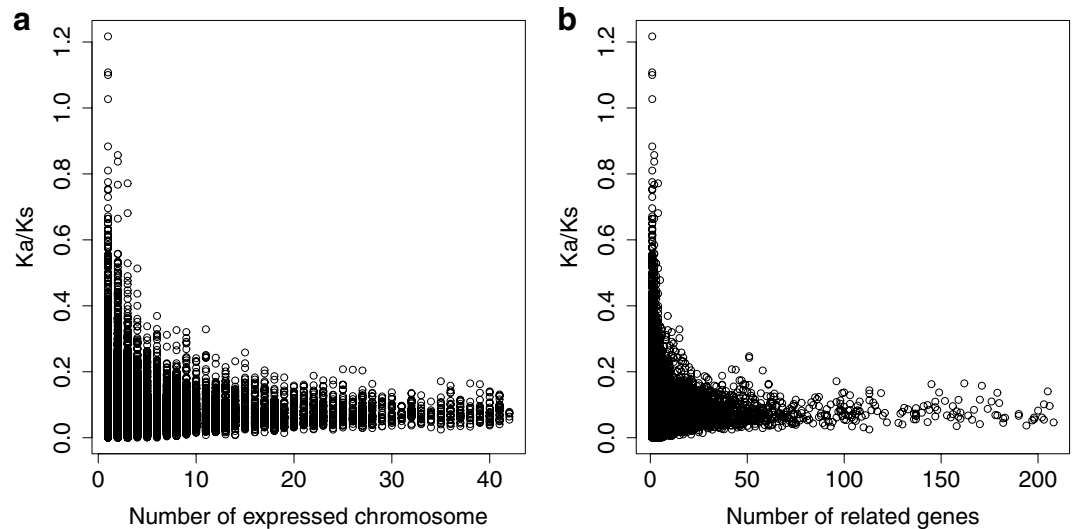 a
1.2
1.0
0.8
0.6
0.4
0.2
0.0
Ka/Ks
0 10 20 30 40
Number of expressed chromosome
b
1.2
1.0
0.8
0.6
0.4
0.2
0.0
Ka/Ks
0 50 100 150 200
Number of related genes